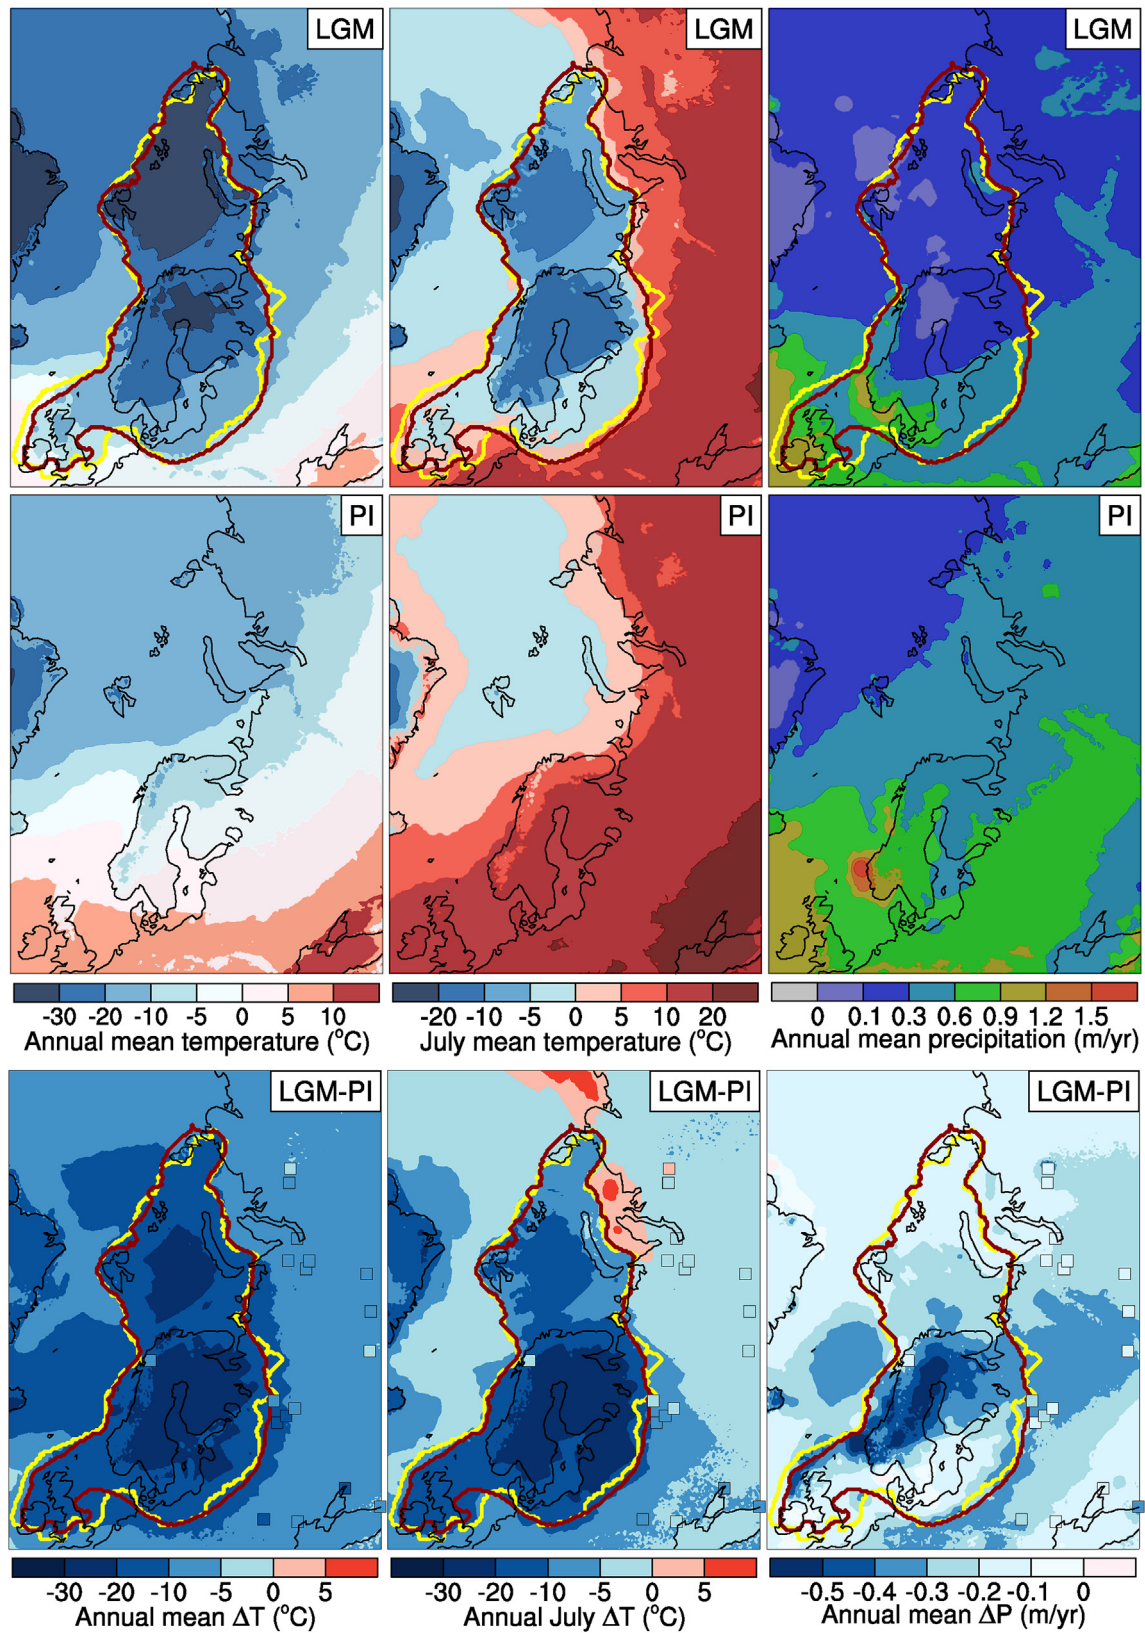 LGM
LGM
LGM
PI
PI
PI
-30 -20 -10 -5 0 5 10
Annual mean temperature (°C)
-20 -10 -5 0 5 10 20
July mean temperature (°C)
0 0.1 0.3 0.6 0.9 1.2 1.5
Annual mean precipitation (m/yr)
LGM-PI
LGM-PI
LGM-PI
-30 -20 -10 -5 0 5
Annual mean ΔT (°C)
-30 -20 -10 -5 0 5
Annual July ΔT (°C)
-0.5 -0.4 -0.3 -0.2 -0.1 0
Annual mean ΔP (m/yr)